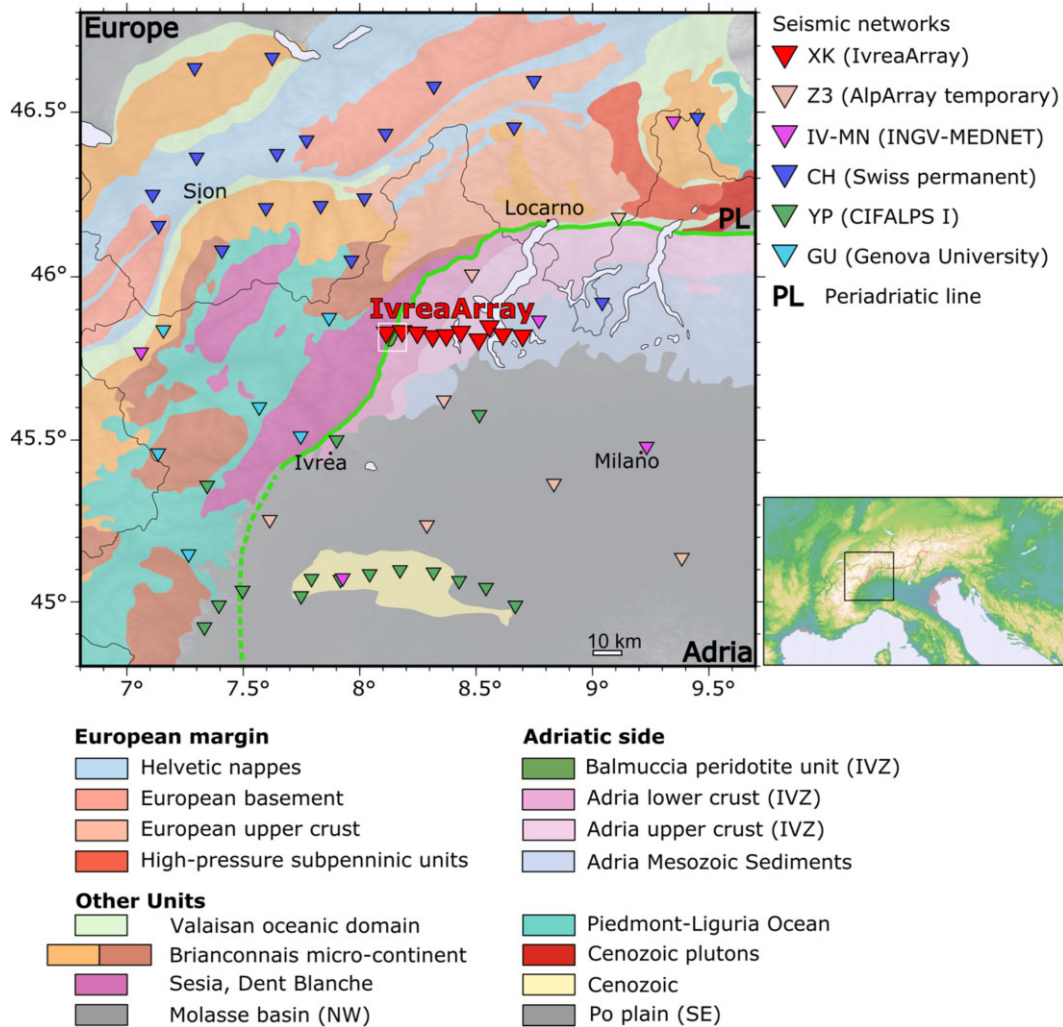 Europe
Seismic networks
XK (IvreaArray)
Z3 (AlpArray temporary)
IV-MN (INGV-MEDNET)
CH (Swiss permanent)
YP (CIFALPS I)
GU (Genova University)
PL Periadriatic line
46.5°
Sion
Locarno
PL
46°
IvreaArray
45.5°
Ivrea
Milano
45°
10 km
Adria
7° 7.5° 8° 8.5° 9° 9.5°
European margin
Helvetic nappes
European basement
European upper crust
High-pressure subpenninic units
Adriatic side
Balmuccia peridotite unit (IVZ)
Adria lower crust (IVZ)
Adria upper crust (IVZ)
Adria Mesozoic Sediments
Other Units
Valaisan oceanic domain
Brianconnais micro-continent
Sesia, Dent Blanche
Molasse basin (NW)
Piedmont-Liguria Ocean
Cenozoic plutons
Cenozoic
Po plain (SE)